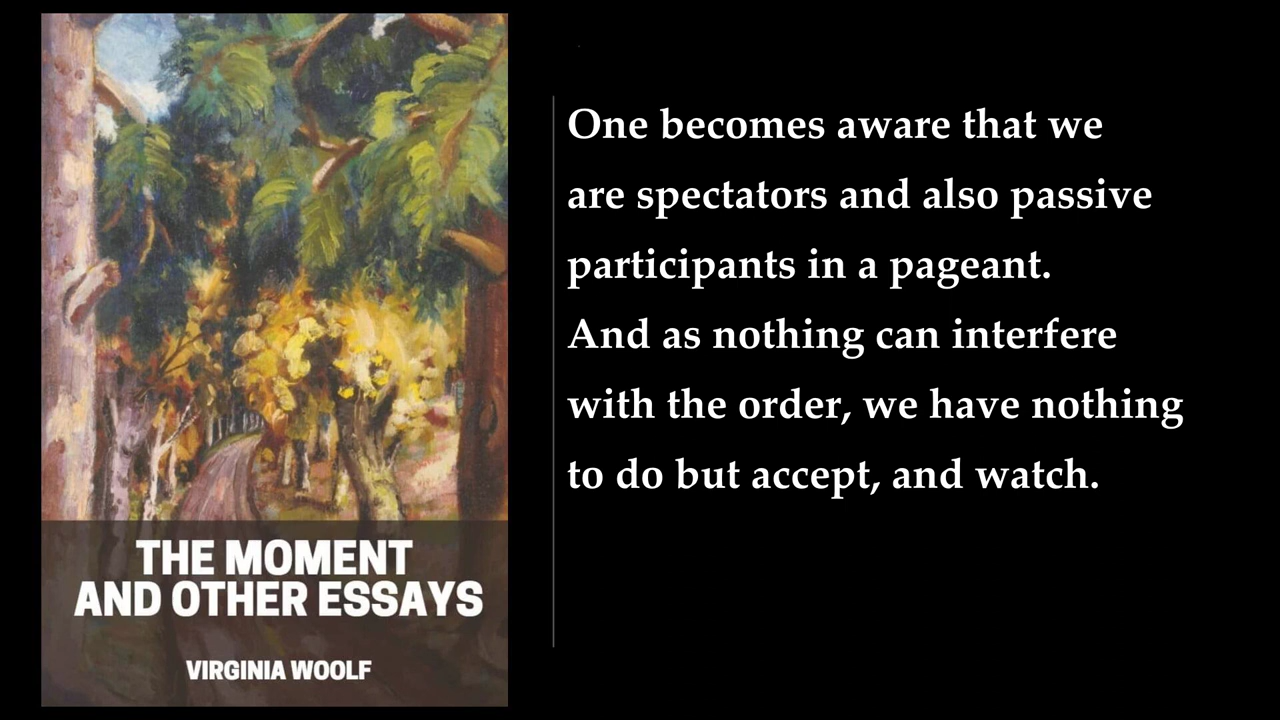 THE MOMENT
AND OTHER ESSAYS
VIRGINIA WOOLF
One becomes aware that we
are spectators and also passive
participants in a pageant.
And as nothing can interfere
with the order, we have nothing
to do but accept, and watch.